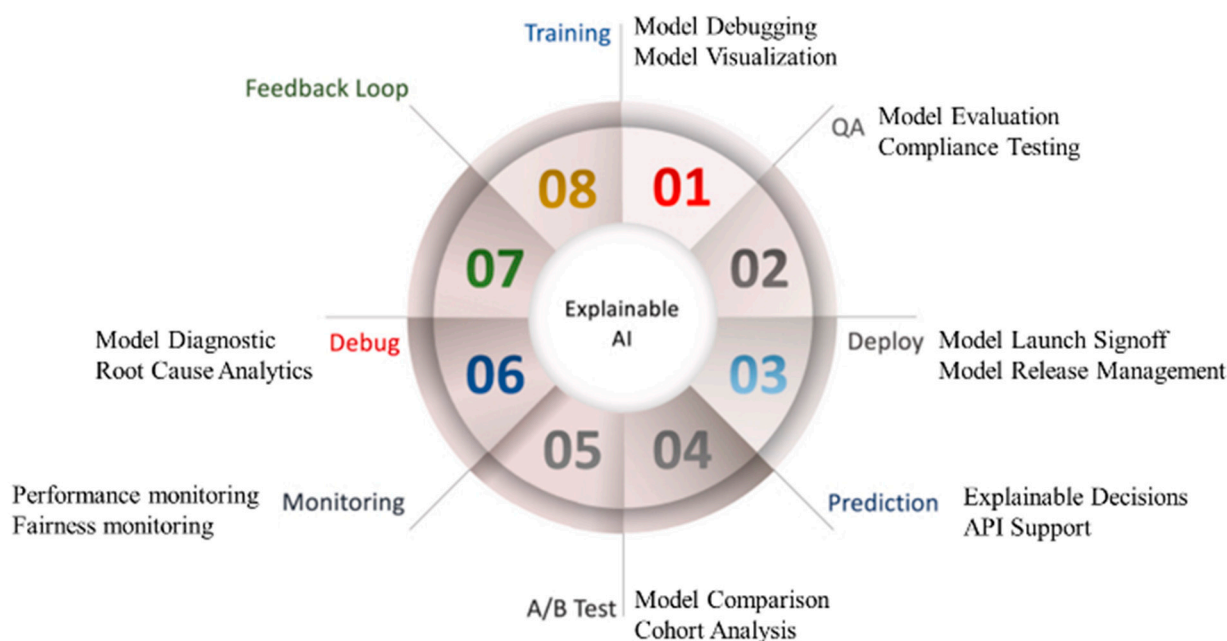 Training
Model Debugging
Model Visualization
Feedback Loop
QA
Model Evaluation
Compliance Testing
08
01
07
02
Explainable
AI
Model Diagnostic
Root Cause Analytics
Debug
06
03
Deploy
Model Launch Signoff
Model Release Management
05
04
Performance monitoring
Fairness monitoring
Monitoring
Prediction
Explainable Decisions
API Support
A/B Test
Model Comparison
Cohort Analysis